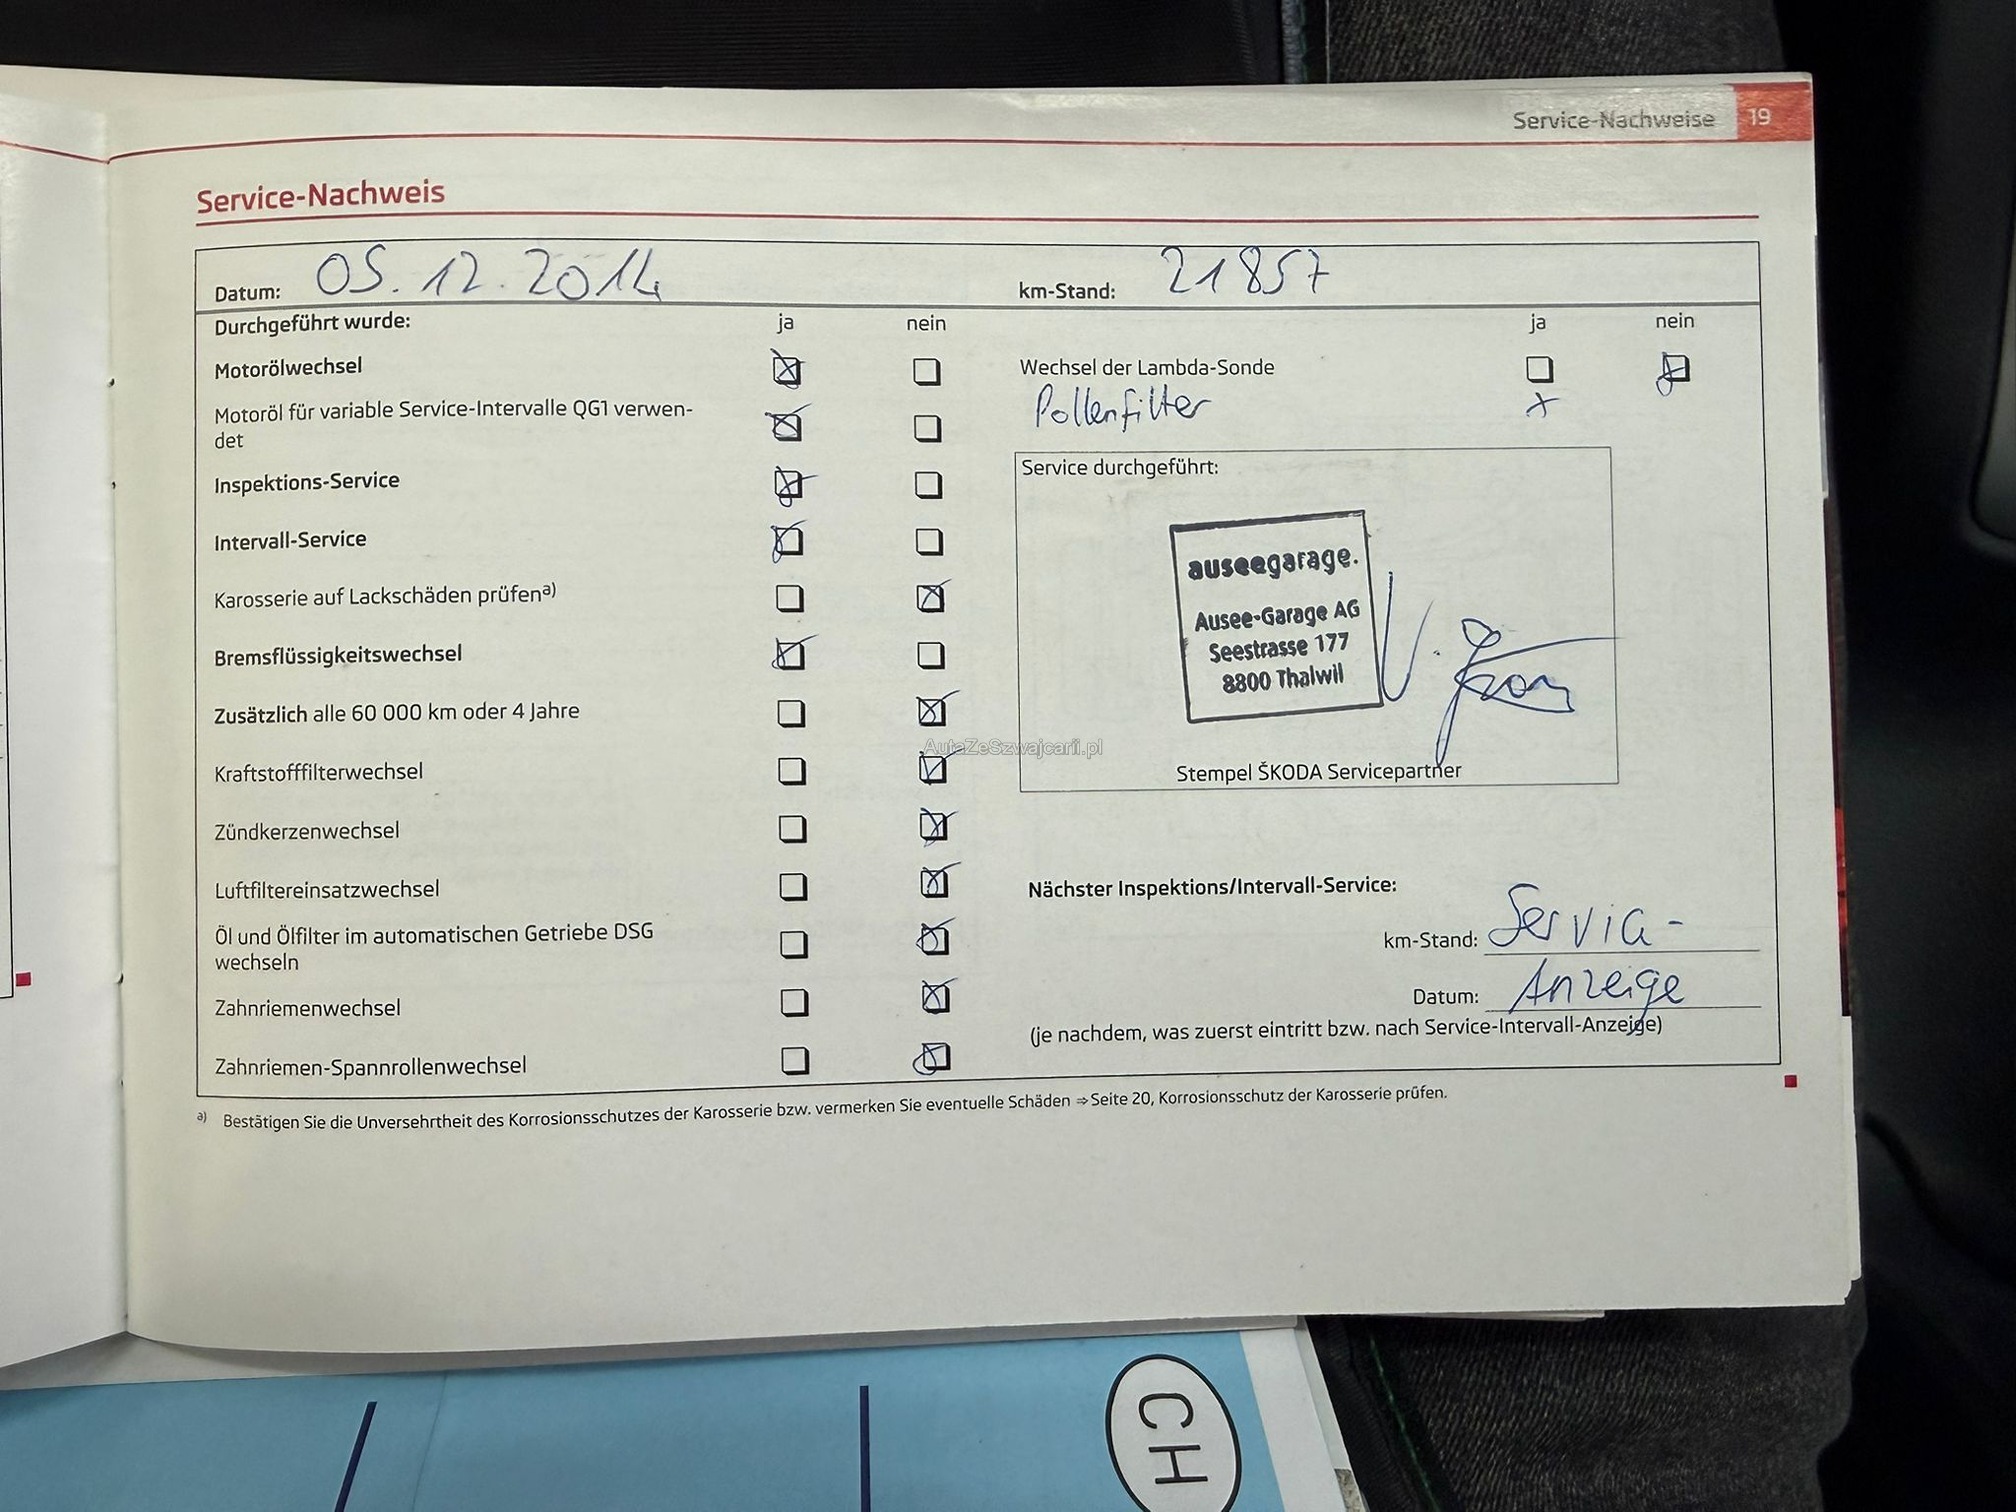 Service-Nachweise 19
Service-Nachweis
Datum: 05.12.2014 km-Stand: 21857
Durchgeführt wurde: ja nein ja nein
Motorölwechsel
Wechsel der Lambda-Sonde
Motoröl für variable Service-Intervalle QG1 verwen-
det
Pollenfilter x
Inspektions-Service
Intervall-Service
Karosserie auf Lackschäden prüfen a)
Bremsflüssigkeitswechsel
Zusätzlich alle 60 000 km oder 4 Jahre
Kraftstofffilterwechsel
Zündkerzenwechsel
Luftfiltereinsatzwechsel
Öl und Ölfilter im automatischen Getriebe DSG
wechseln
Zahnriemenwechsel
Zahnriemen-Spannrollenwechsel
Service durchgeführt:
auseegarage.
Ausee-Garage AG
Seestrasse 177
8800 Thalwil
Stempel ŠKODA Servicepartner
Nächster Inspektions/Intervall-Service:
km-Stand: Service-
Datum: Anzeige
(je nachdem, was zuerst eintritt bzw. nach Service-Intervall-Anzeige)
a) Bestätigen Sie die Unversehrtheit des Korrosionsschutzes der Karosserie bzw. vermerken Sie eventuelle Schäden ⇒ Seite 20, Korrosionsschutz der Karosserie prüfen.
AutaZeSzwajcarii.pl
CH